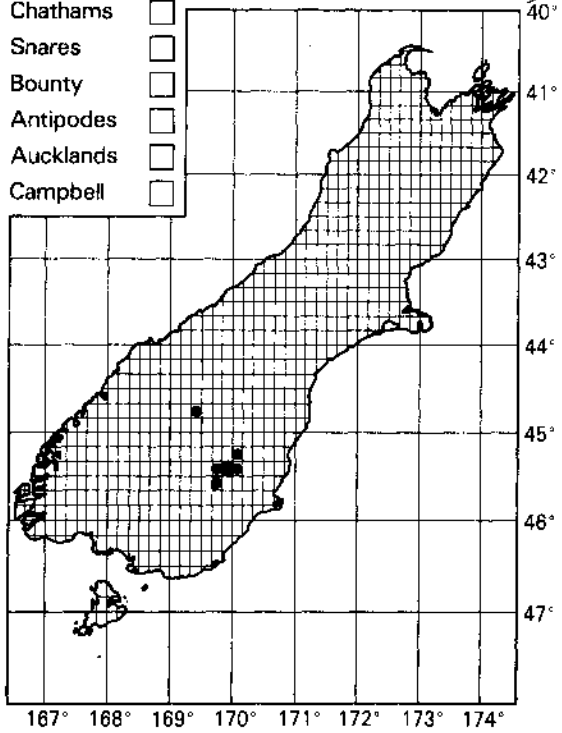 Chathams
Snares
Bounty
Antipodes
Aucklands
Campbell
40°
41°
42°
43°
44°
45°
46°
47°
167° 168° 169° 170° 171° 172° 173° 174°